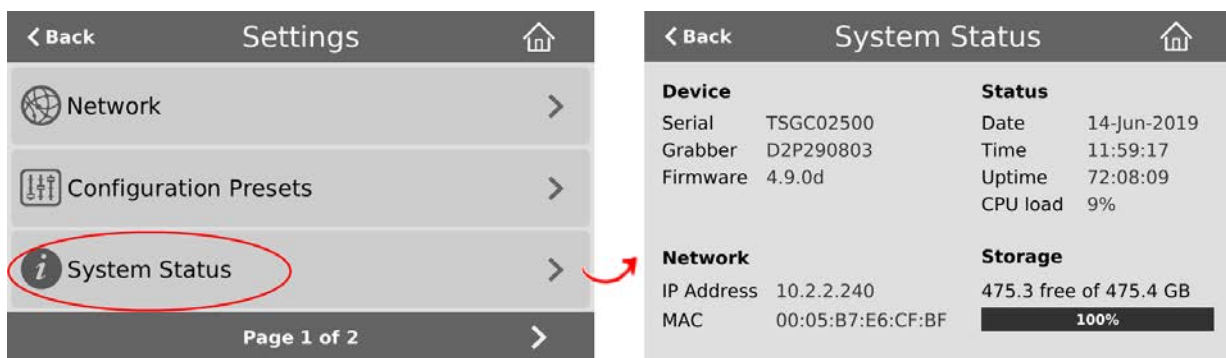 Back Settings
Network
Configuration Presets
System Status
Page 1 of 2
Back System Status
Device
Serial TSGC02500
Grabber D2P290803
Firmware 4.9.0d
Status
Date 14-Jun-2019
Time 11:59:17
Uptime 72:08:09
CPU load 9%
Network
IP Address 10.2.2.240
MAC 00:05:B7:E6:CF:BF
Storage
475.3 free of 475.4 GB
100%